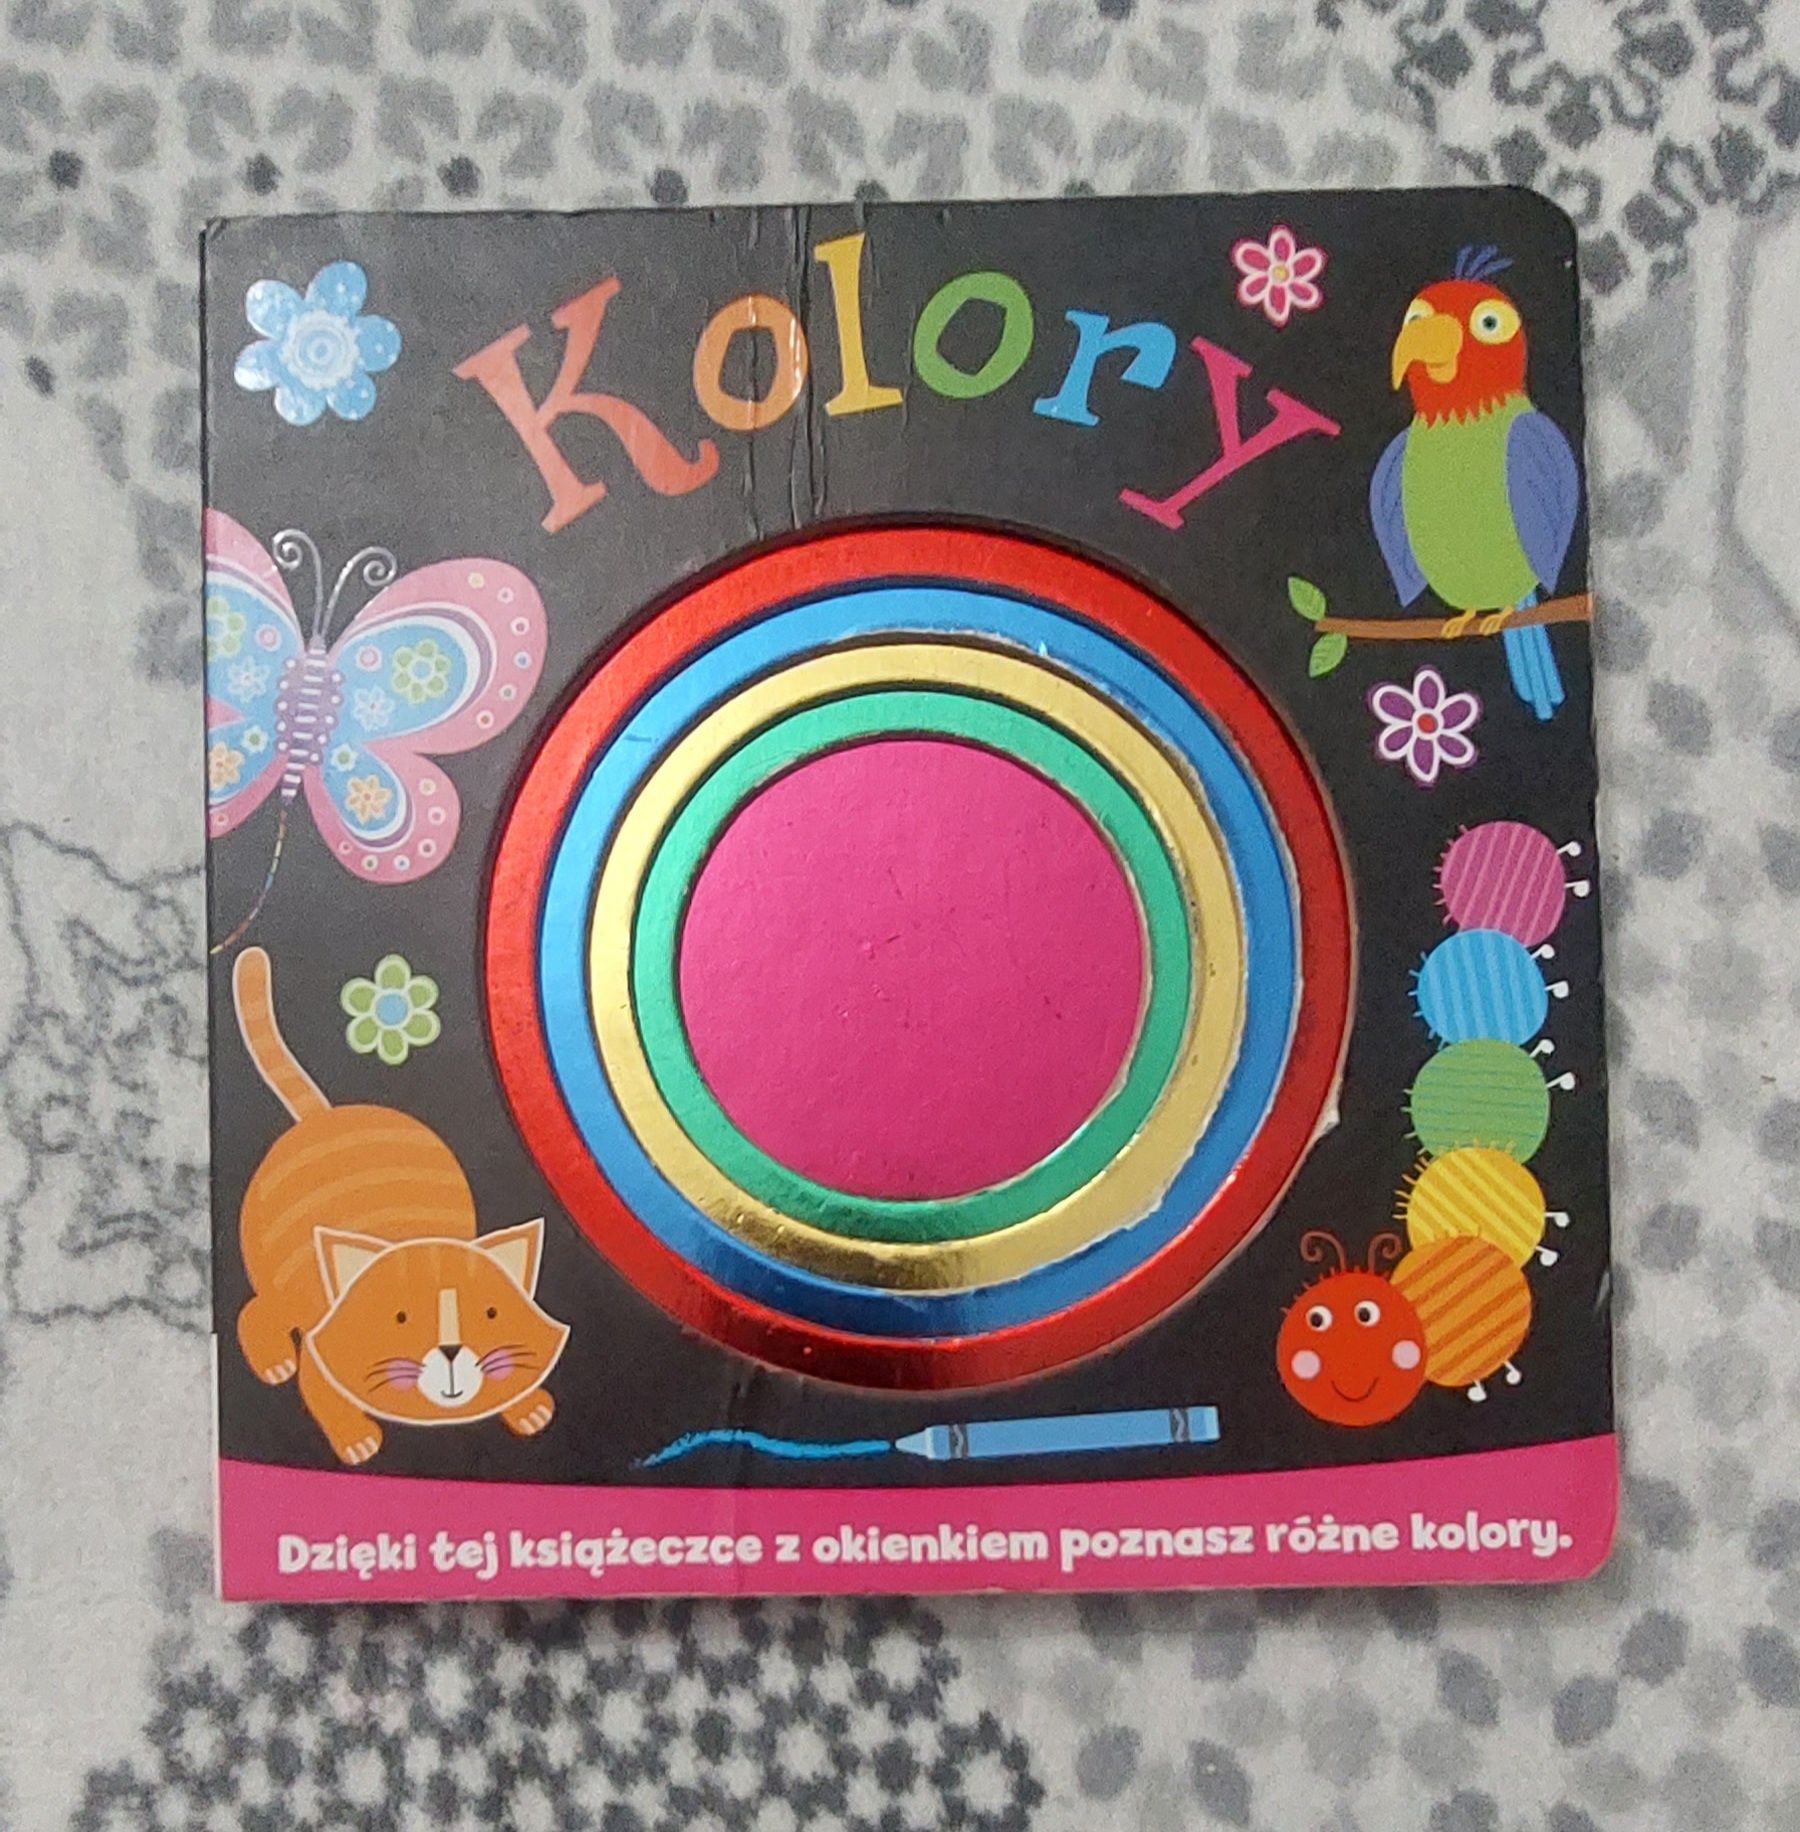 Kolory
Dzięki tej książeczce z okienkiem poznasz różne kolory.